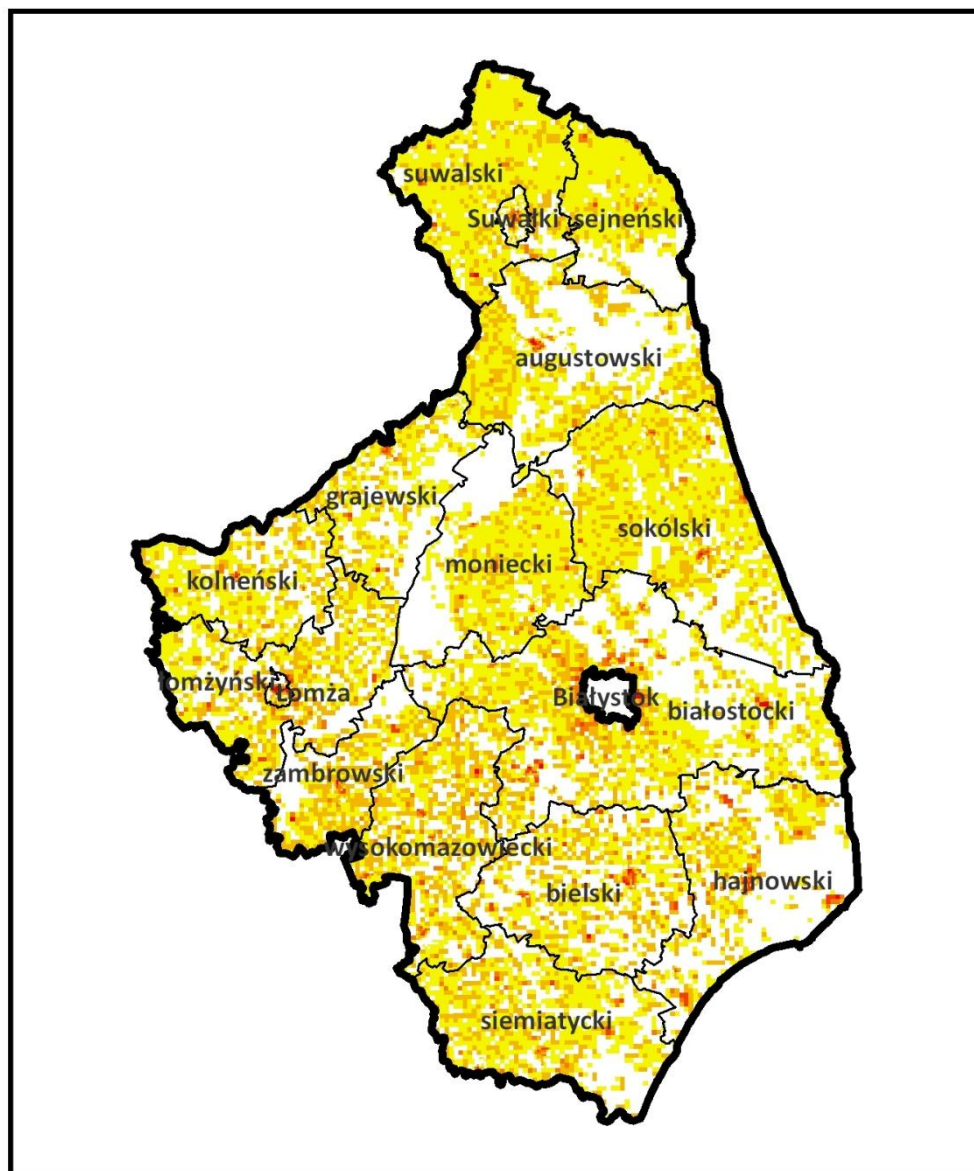 suwalski
Suwałki
sejneński
augustowski
grajewski
sokólski
moniecki
kolneński
łomżyński
Łomża
Białystok
białostocki
zambrowski
wysokomazowiecki
bielski
hajnowski
siemiatycki